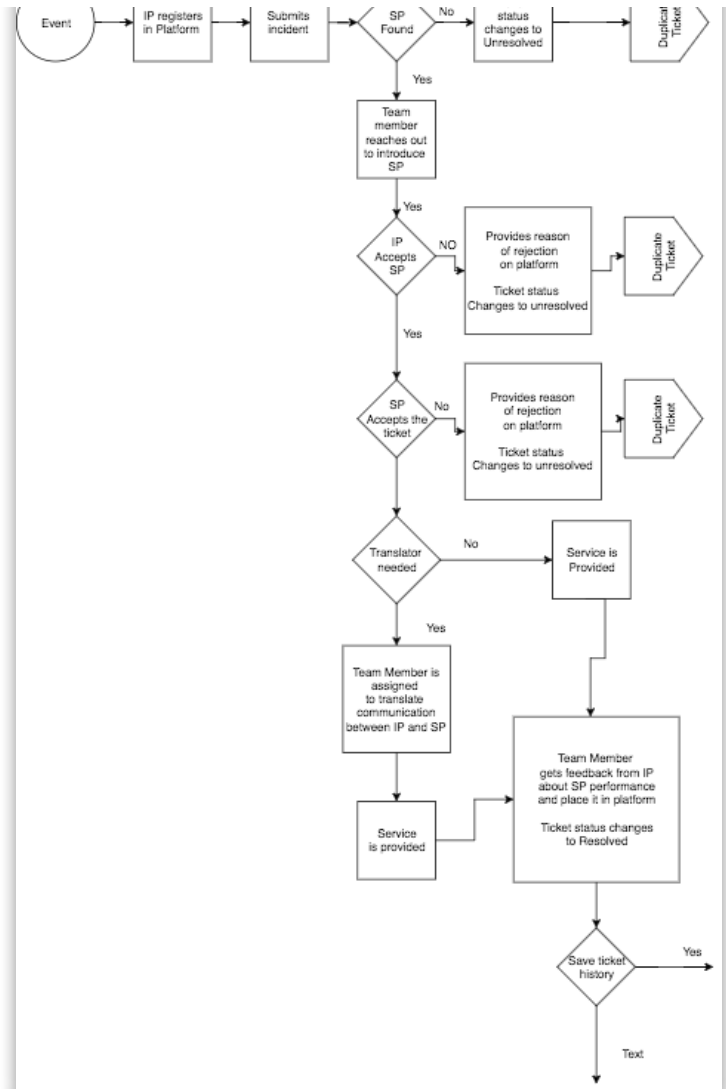 Event
IP registers
in Platform
Submits
incident
SP
Found
No
status
changes to
Unresolved
Duplicate
Ticket
Yes
Team
member
reaches out
to introduce
SP
Yes
IP
Accepts
SP
NO
Provides reason
of rejection
on platform
Ticket status
Changes to unresolved
Duplicate
Ticket
Yes
SP
Accepts the
ticket
No
Provides reason
of rejection
on platform
Ticket status
Changes to unresolved
Duplicate
Ticket
Translator
needed
No
Service is
Provided
Yes
Team Member is
assigned
to translate
communication
between IP and SP
Team Member
gets feedback from IP
about SP performance
and place it in platform
Ticket status changes
to Resolved
Service
is provided
Save ticket
history
Yes
Text